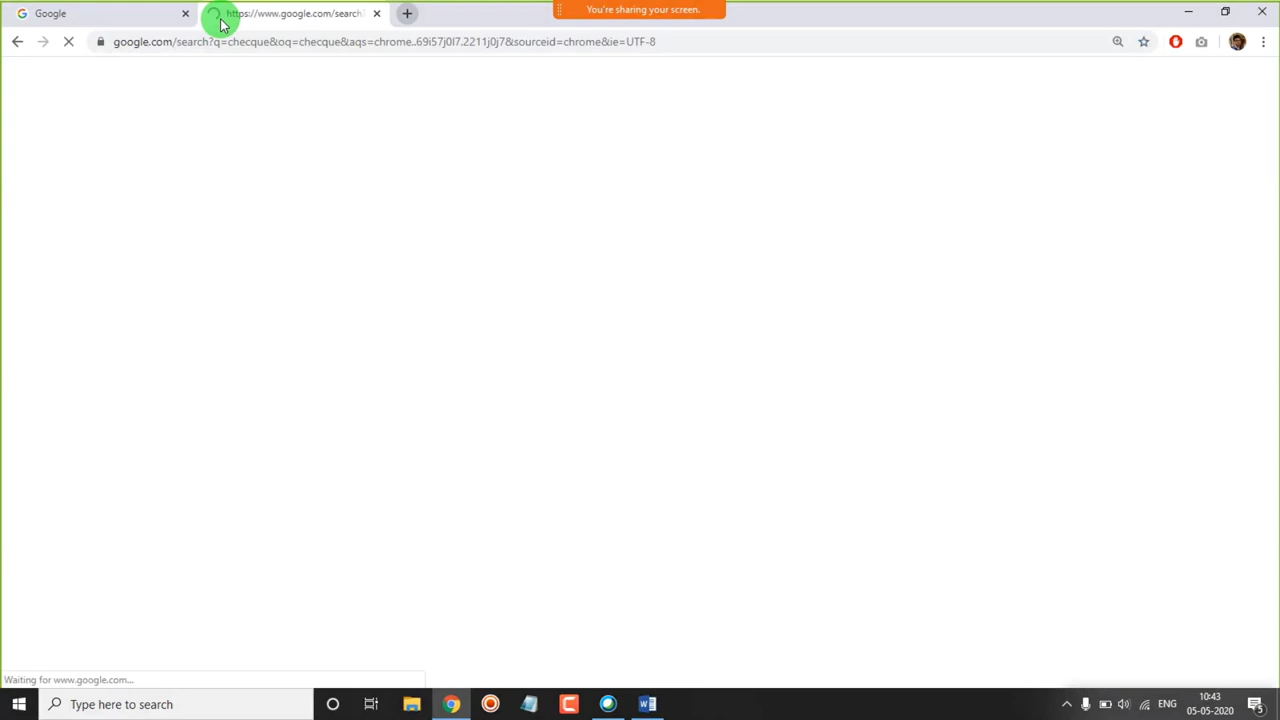 Google
https://www.google.com/search?
You're sharing your screen.
google.com/search?q=checque&oq=checque&aqs=chrome..69i57j0l7.2211j0j7&sourceid=chrome&ie=UTF-8
Waiting for www.google.com...
Type here to search
ENG
10:43
05-05-2020
5